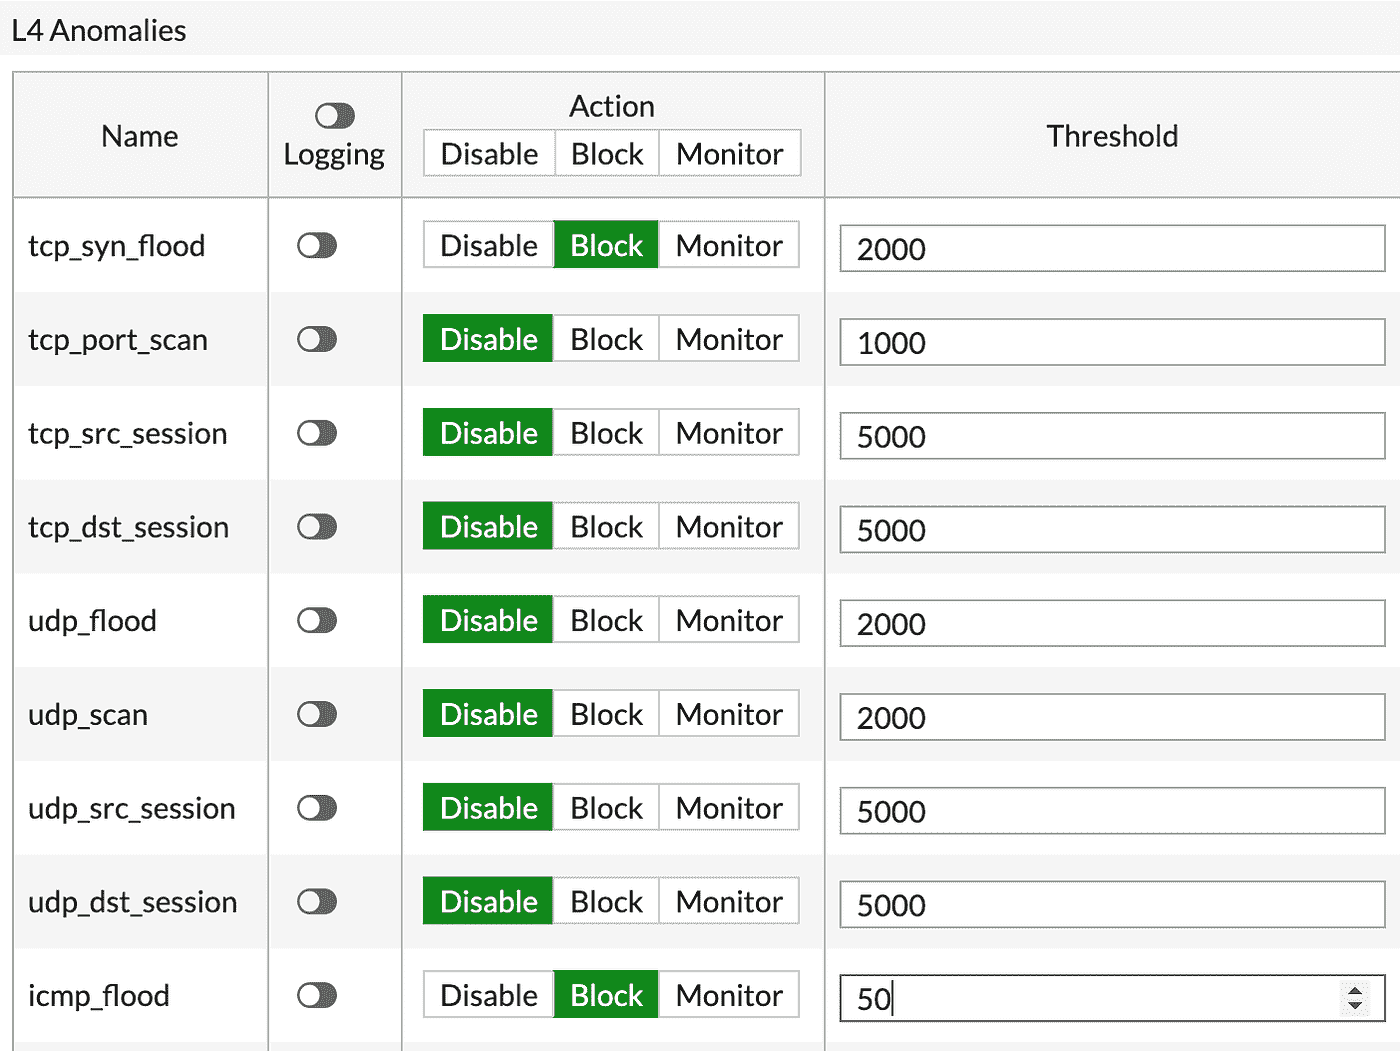 L4 Anomalies
Name Logging Action Threshold
Disable Block Monitor
tcp_syn_flood Disable Block Monitor 2000
tcp_port_scan Disable Block Monitor 1000
tcp_src_session Disable Block Monitor 5000
tcp_dst_session Disable Block Monitor 5000
udp_flood Disable Block Monitor 2000
udp_scan Disable Block Monitor 2000
udp_src_session Disable Block Monitor 5000
udp_dst_session Disable Block Monitor 5000
icmp_flood Disable Block Monitor 50